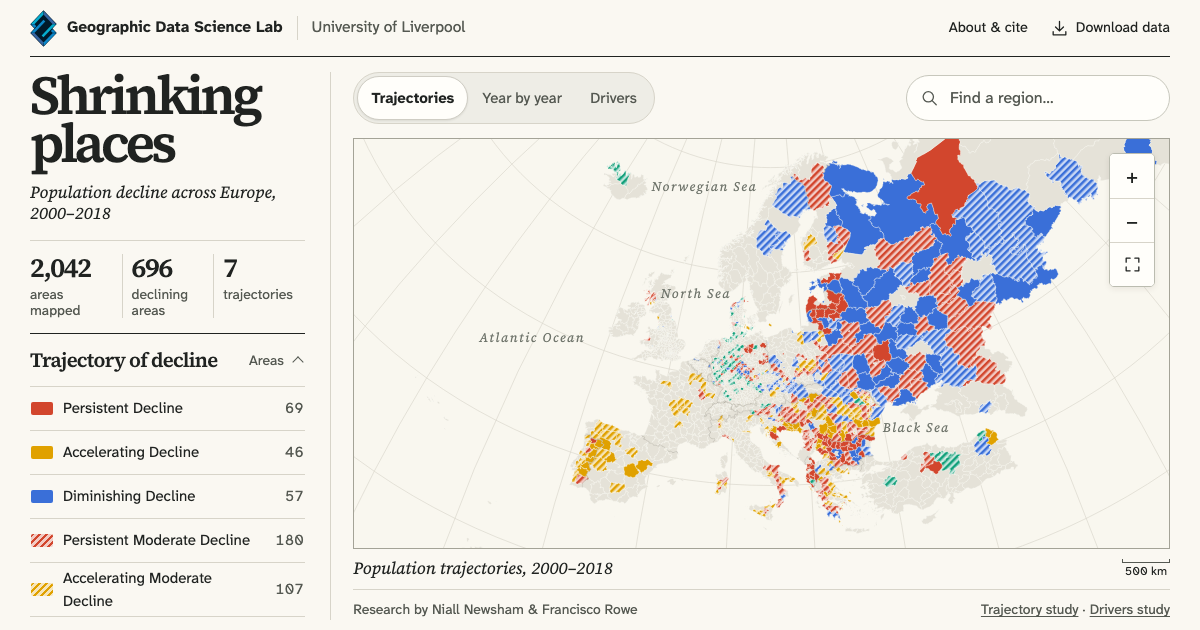 Geographic Data Science Lab
University of Liverpool
About & cite
Download data
Shrinking
places
Population decline across Europe,
2000–2018
2,042
areas
mapped
696
declining
areas
7
trajectories
Trajectory of decline
Areas
Persistent Decline
69
Accelerating Decline
46
Diminishing Decline
57
Persistent Moderate Decline
180
Accelerating Moderate
Decline
107
Trajectories
Year by year
Drivers
Find a region...
Norwegian Sea
North Sea
Atlantic Ocean
Black Sea
+
−
Population trajectories, 2000–2018
500 km
Research by Niall Newsham & Francisco Rowe
Trajectory study · Drivers study